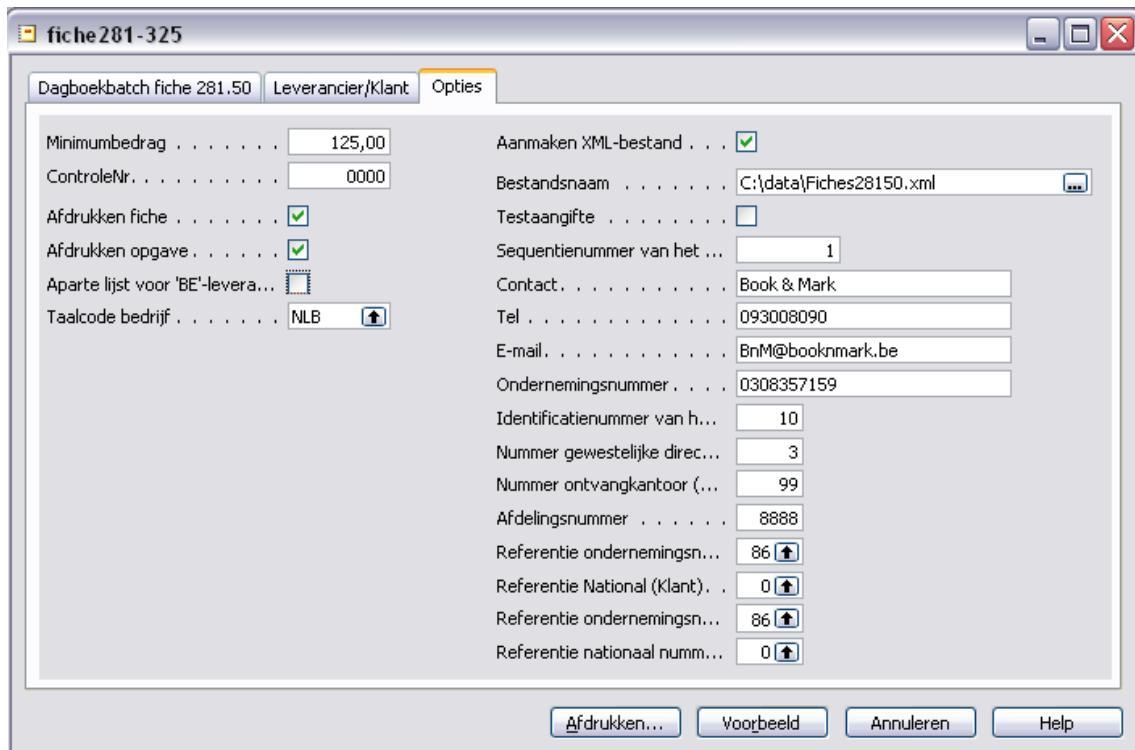 fiche281-325
Dagboekbatch fiche 281.50 Leverancier/Klant Opties
Minimumbedrag . . . . . . . 125,00
ControleNr. . . . . . . . . . . 0000
Afdrukken fiche . . . . . . .
Afdrukken opgave . . . . . .
Aparte lijst voor 'BE'-levera...
Taalcode bedrijf . . . . . . . NLB
Aanmaken XML-bestand . . .
Bestandsnaam . . . . . . . C:\data\Fiches28150.xml ...
Testaangifte . . . . . . . .
Sequentienummer van het ... 1
Contact. . . . . . . . . . . . Book & Mark
Tel . . . . . . . . . . . . . . 093008090
E-mail. . . . . . . . . . . . . BnM@booknmark.be
Ondernemingsnummer . . . . 0308357159
Identificatienummer van h... 10
Nummer gewestelijke direc... 3
Nummer ontvangkantoor (... 99
Afdelingsnummer . . . . . . 8888
Referentie ondernemingsn... 86
Referentie National (Klant). . 0
Referentie ondernemingsn... 86
Referentie nationaal numm... 0
Afdrukken... Voorbeeld Annuleren Help